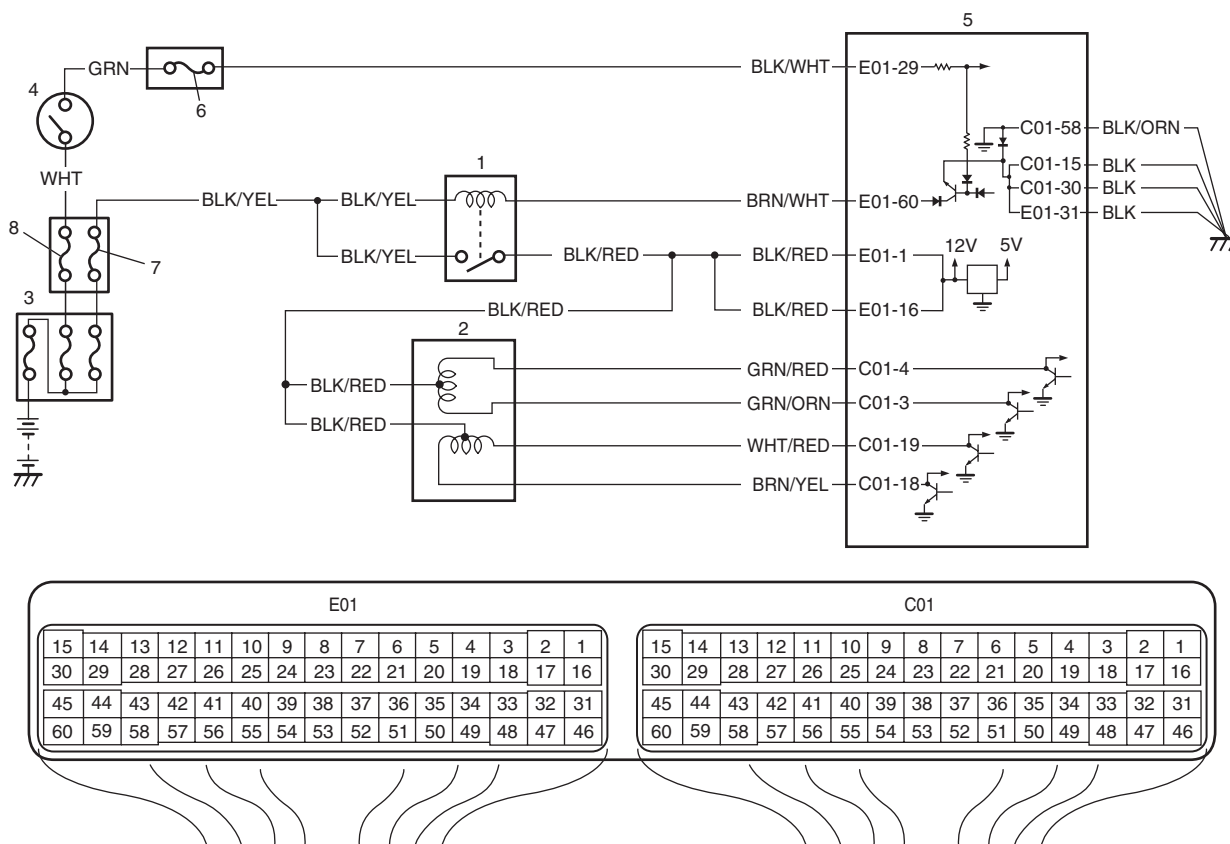 5
4
GRN
6
BLK/WHT
E01-29
C01-58
BLK/ORN
WHT
1
C01-15
BLK
BLK/YEL
BLK/YEL
BRN/WHT
E01-60
C01-30
BLK
E01-31
BLK
8
7
BLK/YEL
BLK/RED
BLK/RED
E01-1
12V
5V
3
BLK/RED
BLK/RED
E01-16
2
GRN/RED
C01-4
BLK/RED
GRN/ORN
C01-3
BLK/RED
WHT/RED
C01-19
BRN/YEL
C01-18
E01
C01
15 14 13 12 11 10 9 8 7 6 5 4 3 2 1
15 14 13 12 11 10 9 8 7 6 5 4 3 2 1
30 29 28 27 26 25 24 23 22 21 20 19 18 17 16
30 29 28 27 26 25 24 23 22 21 20 19 18 17 16
45 44 43 42 41 40 39 38 37 36 35 34 33 32 31
45 44 43 42 41 40 39 38 37 36 35 34 33 32 31
60 59 58 57 56 55 54 53 52 51 50 49 48 47 46
60 59 58 57 56 55 54 53 52 51 50 49 48 47 46